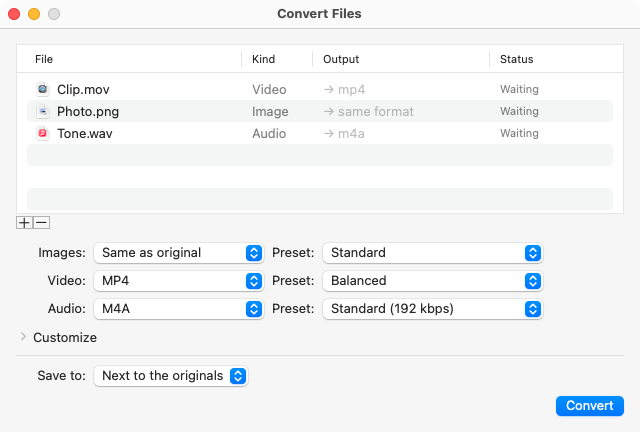 Convert Files
File Kind Output Status
Clip.mov Video → mp4 Waiting
Photo.png Image → same format Waiting
Tone.wav Audio → m4a Waiting
Images: Same as original Preset: Standard
Video: MP4 Preset: Balanced
Audio: M4A Preset: Standard (192 kbps)
Customize
Save to: Next to the originals
Convert